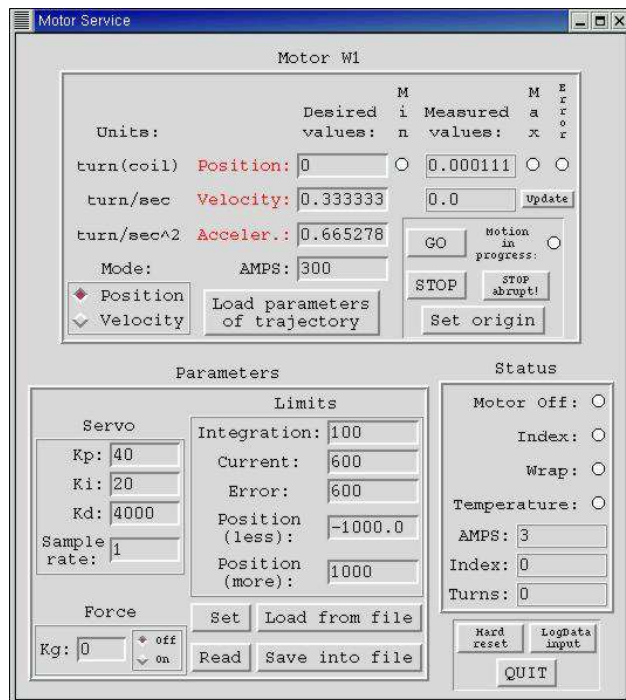 Motor Service
Motor W1
Units:
Desired values:
Min
Measured values:
Max
Error
turn(coil) Position: 0 0.000111
turn/sec Velocity: 0.333333 0.0 Update
turn/sec^2 Acceler.: 0.665278
Mode: AMPS: 300
Position
Velocity
Load parameters
of trajectory
GO
Motion
in
progress:
STOP
STOP
abrupt!
Set origin
Parameters
Servo
Kp: 40
Ki: 20
Kd: 4000
Sample
rate: 1
Limits
Integration: 100
Current: 600
Error: 600
Position
(less): -1000.0
Position
(more): 1000
Force
Kg: 0
off
on
Set Load from file
Read Save into file
Status
Motor Off:
Index:
Wrap:
Temperature:
AMPS: 3
Index: 0
Turns: 0
Hard
reset
LogData
input
QUIT